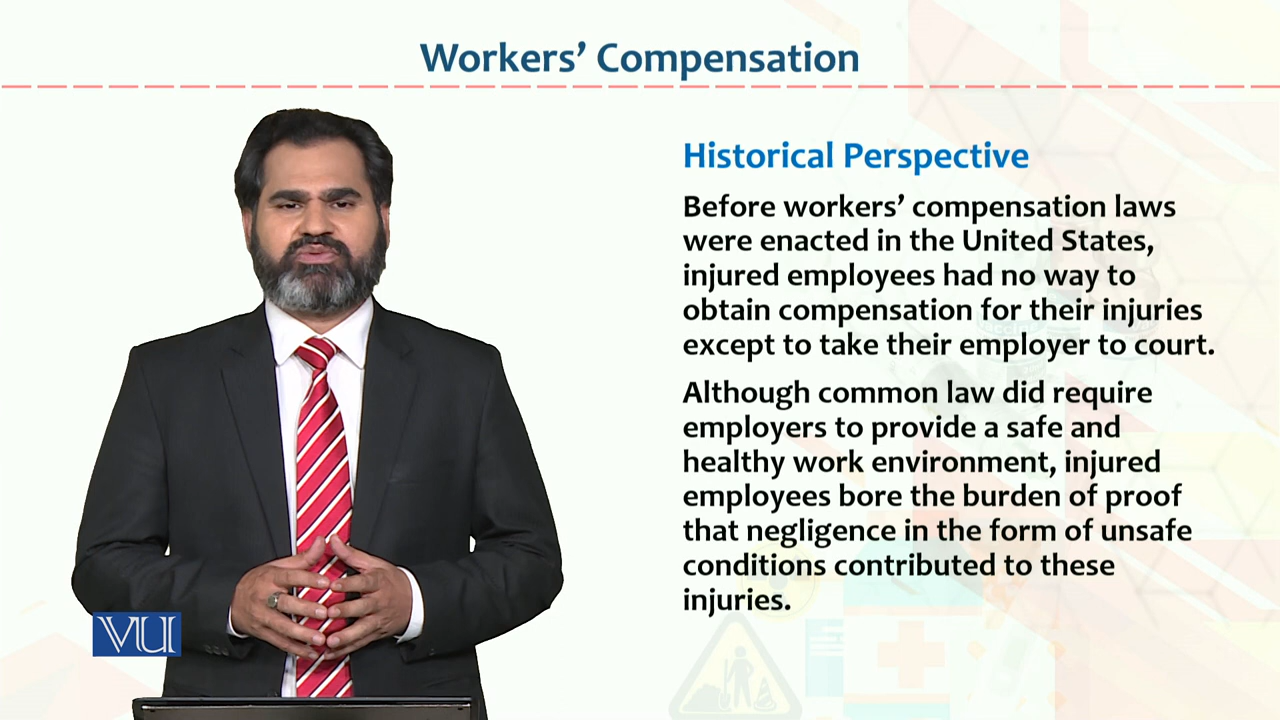 Workers’ Compensation
Historical Perspective
Before workers’ compensation laws
were enacted in the United States,
injured employees had no way to
obtain compensation for their injuries
except to take their employer to court.
Although common law did require
employers to provide a safe and
healthy work environment, injured
employees bore the burden of proof
that negligence in the form of unsafe
conditions contributed to these
injuries.
VU